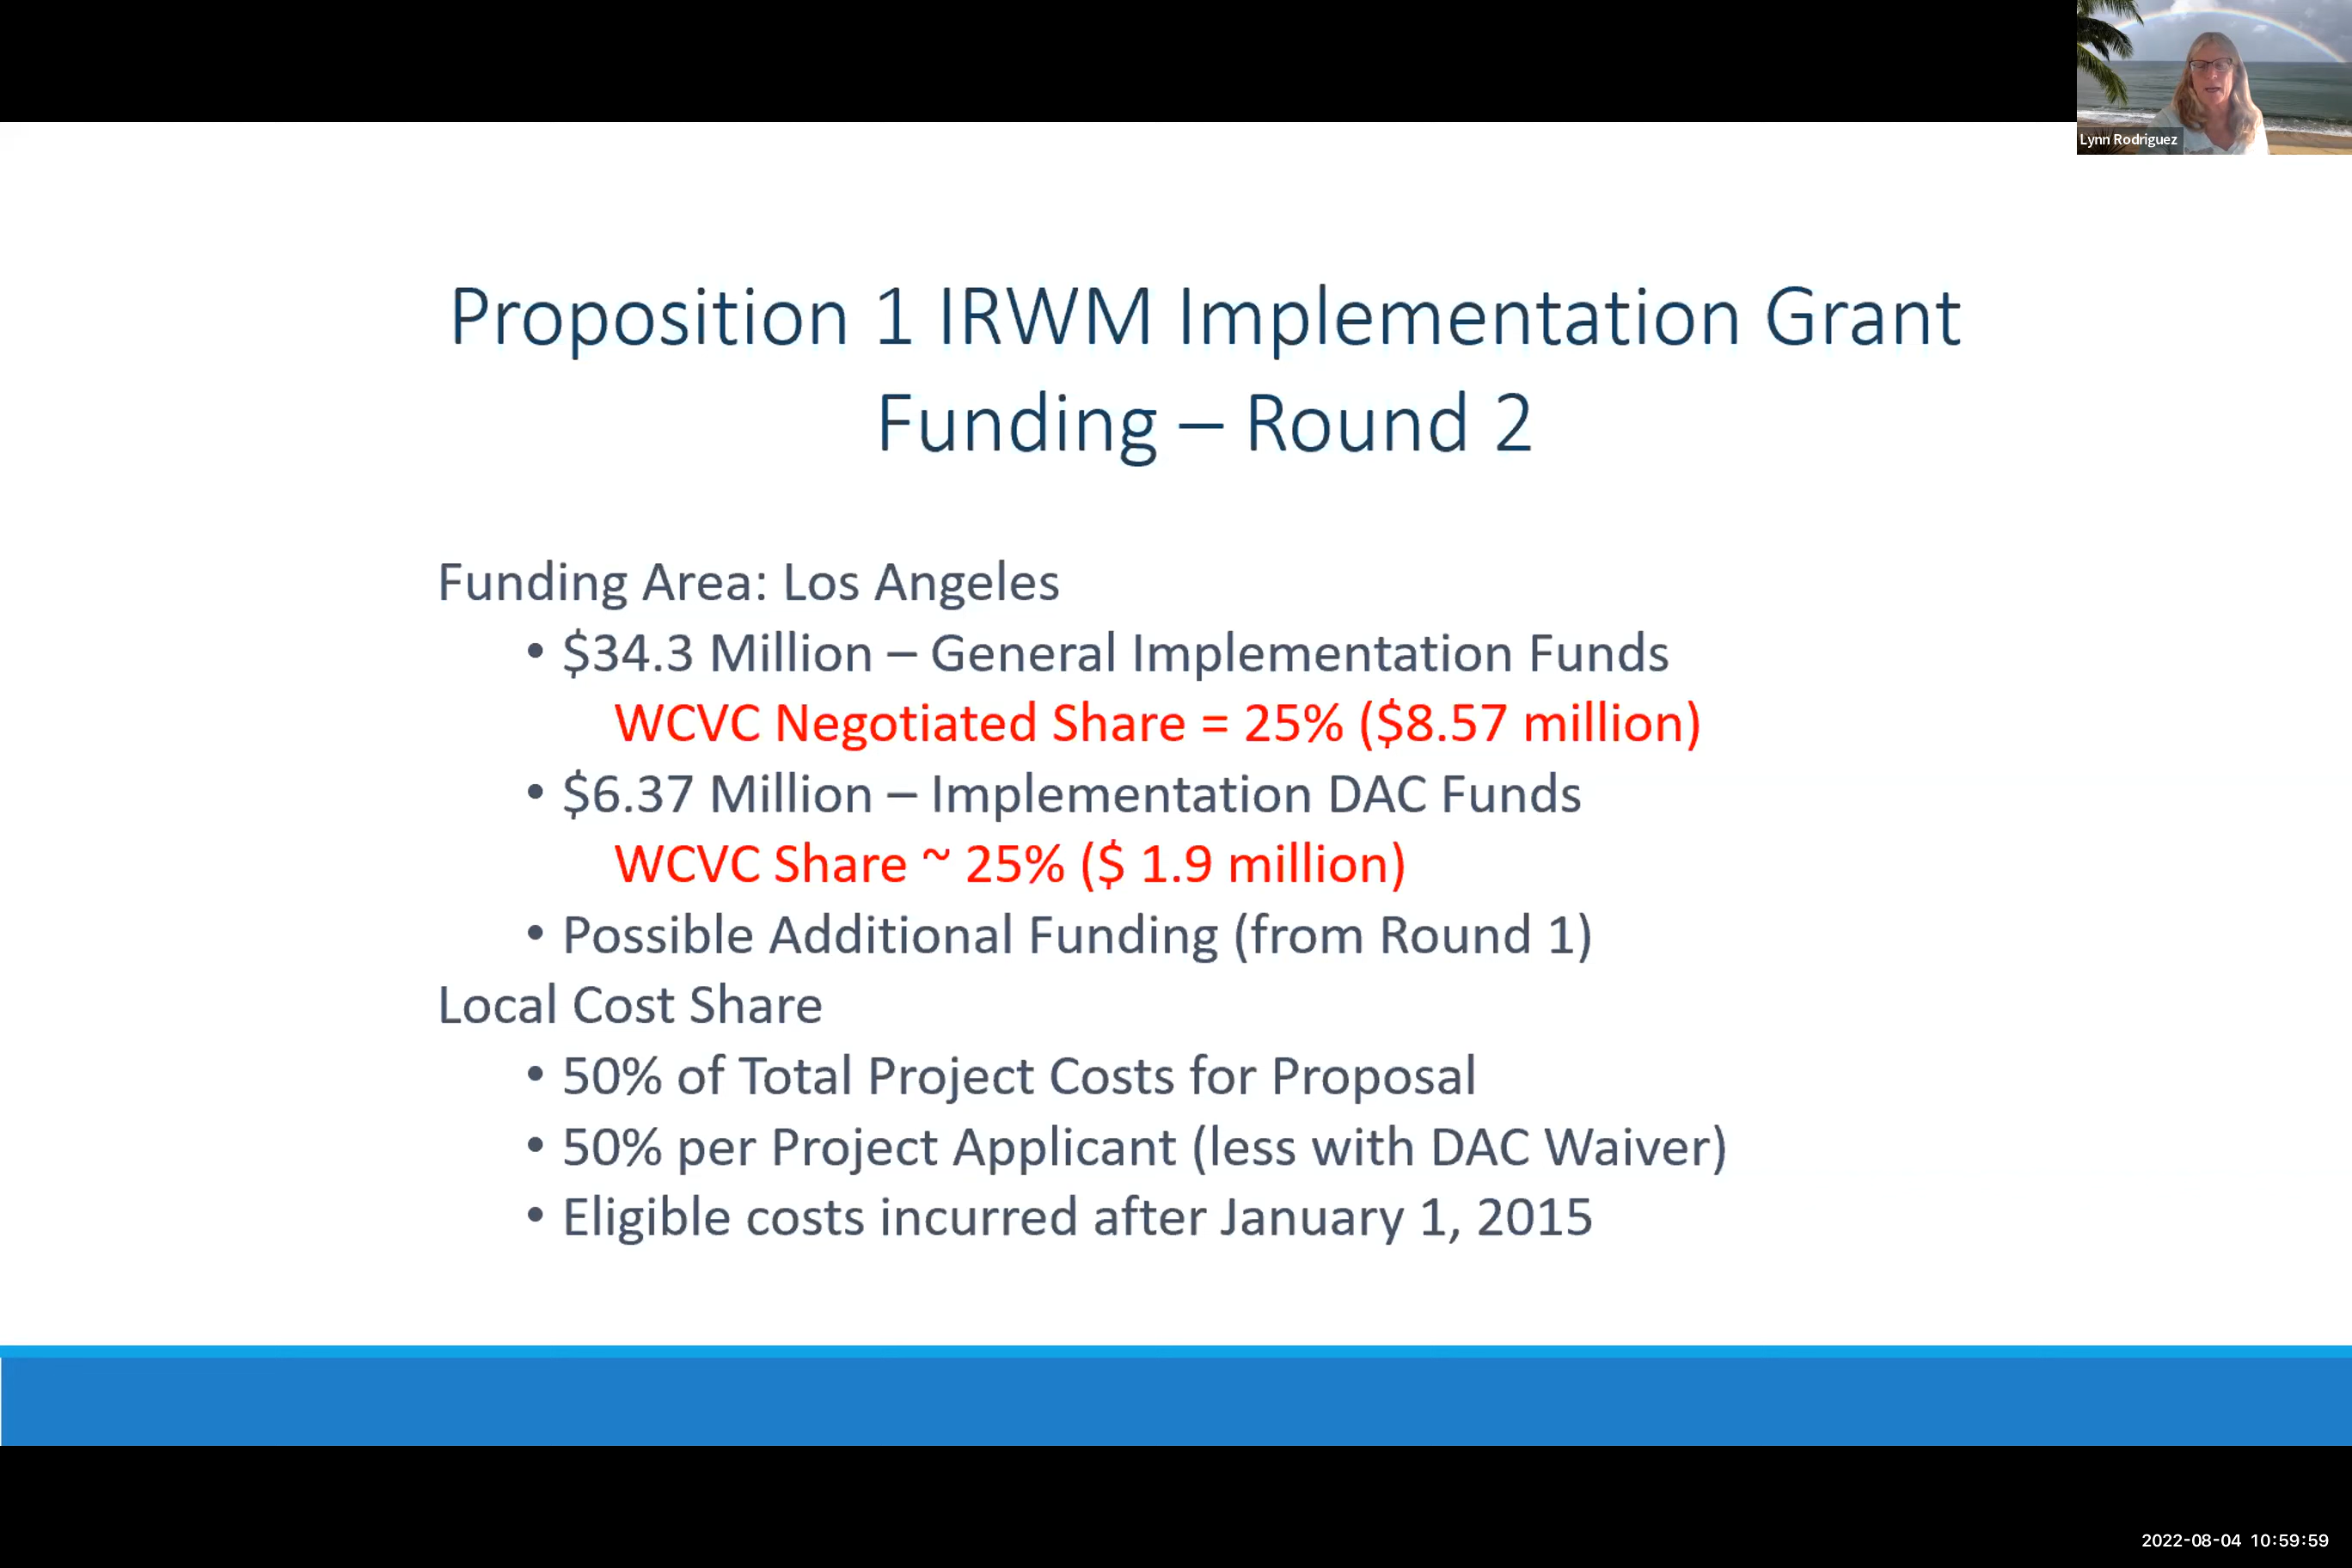 Lynn Rodriguez
Proposition 1 IRWM Implementation Grant
Funding – Round 2
Funding Area: Los Angeles
• $34.3 Million – General Implementation Funds
WCVC Negotiated Share = 25% ($8.57 million)
• $6.37 Million – Implementation DAC Funds
WCVC Share ~ 25% ($ 1.9 million)
• Possible Additional Funding (from Round 1)
Local Cost Share
• 50% of Total Project Costs for Proposal
• 50% per Project Applicant (less with DAC Waiver)
• Eligible costs incurred after January 1, 2015
2022-08-04 10:59:59